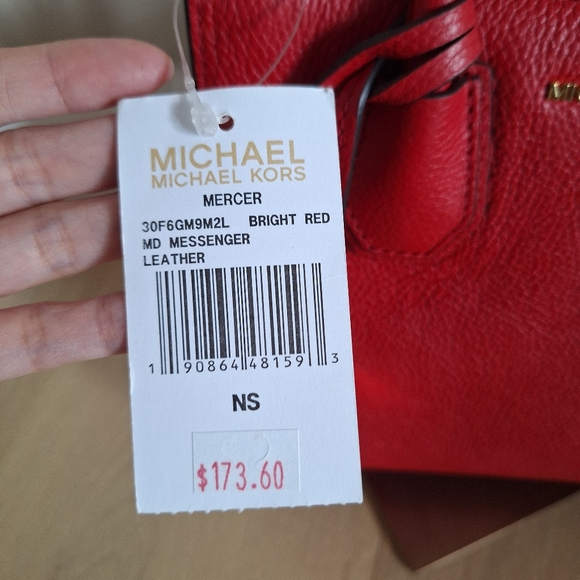 MICHAEL
MICHAEL KORS
MERCER
30F6GM9M2L BRIGHT RED
MD MESSENGER
LEATHER
1 90864 48159 3
NS
$173.60